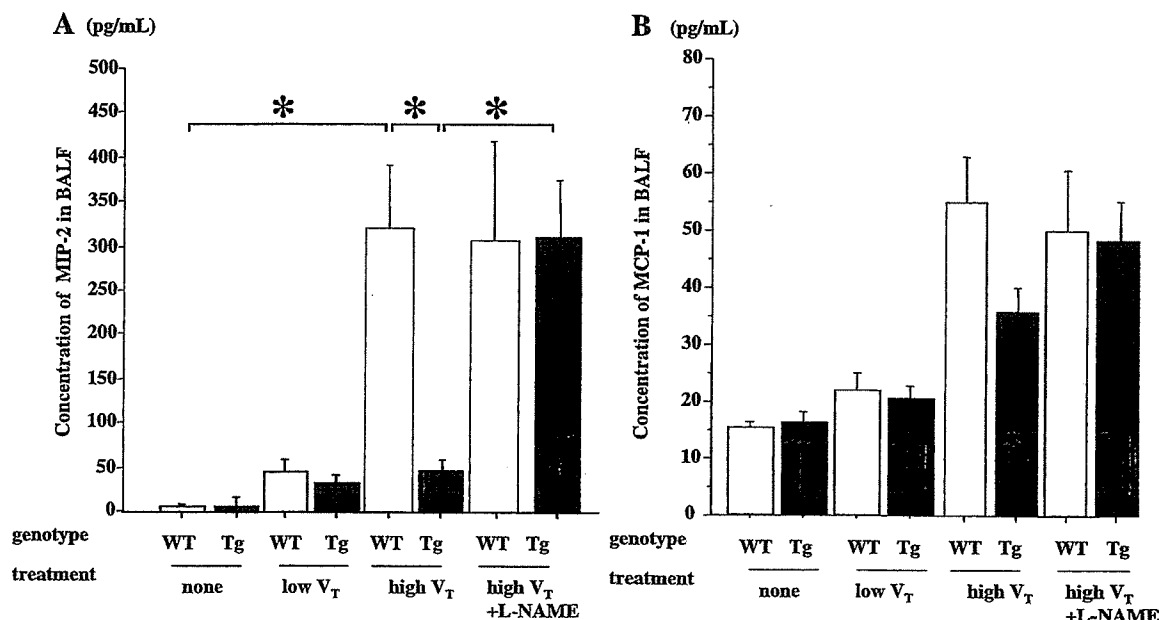 A (pg/mL)
Concentration of MIP-2 in BALF
500
450
400
350
300
250
200
150
100
50
0
* * *
genotype WT Tg WT Tg WT Tg WT Tg
treatment none low VT high VT high VT
+L-NAME
B (pg/mL)
Concentration of MCP-1 in BALF
80
70
60
50
40
30
20
10
0
genotype WT Tg WT Tg WT Tg WT Tg
treatment none low VT high VT high VT
+L-NAME